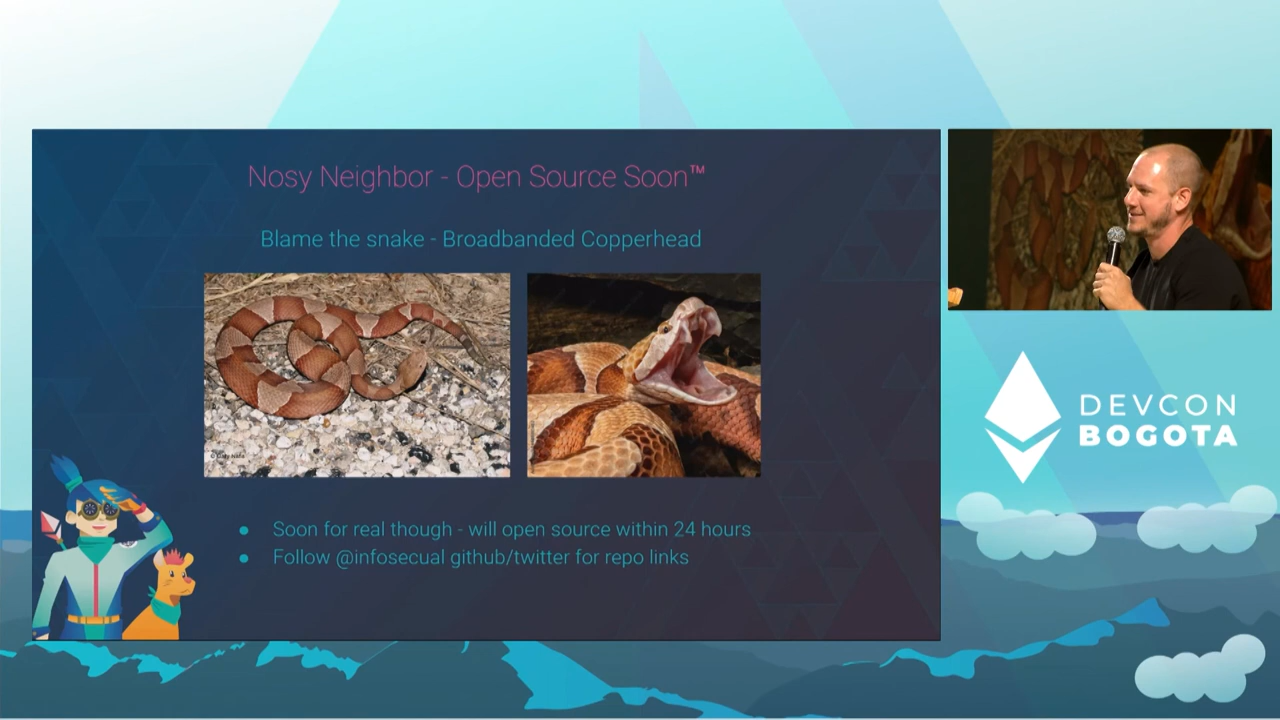 Nosy Neighbor - Open Source Soon™
Blame the snake - Broadbanded Copperhead
● Soon for real though - will open source within 24 hours
● Follow @infosecual github/twitter for repo links
DEVCON
BOGOTA